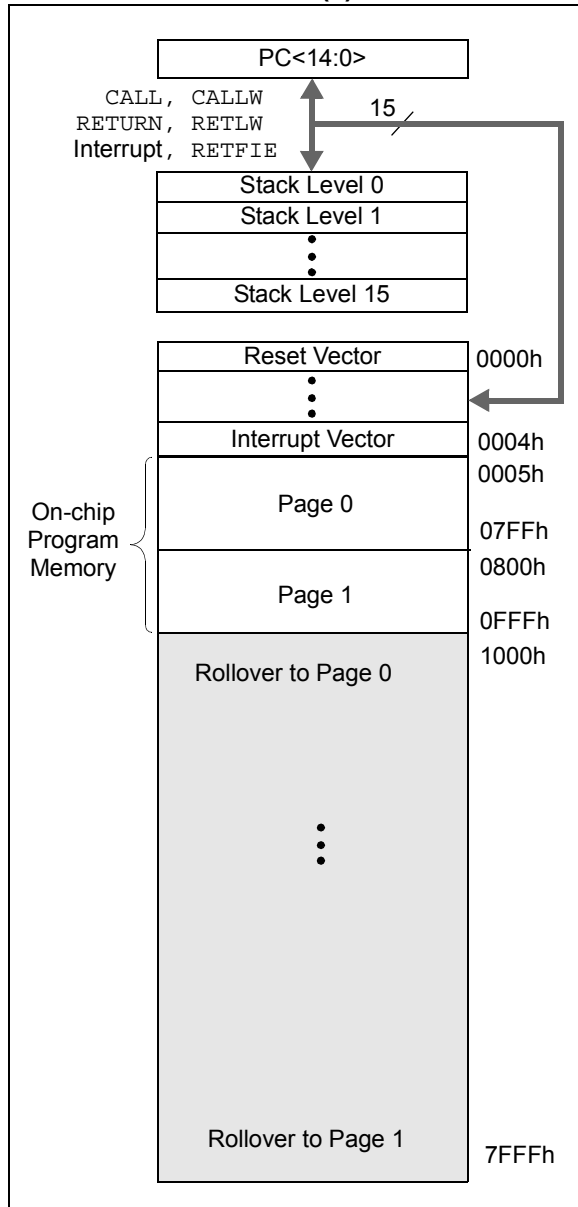 PC<14:0>
CALL, CALLW
RETURN, RETLW
Interrupt, RETFIE
15
Stack Level 0
Stack Level 1
Stack Level 15
Reset Vector
0000h
Interrupt Vector
0004h
0005h
On-chip
Program
Memory
Page 0
07FFh
0800h
Page 1
0FFFh
1000h
Rollover to Page 0
Rollover to Page 1
7FFFh